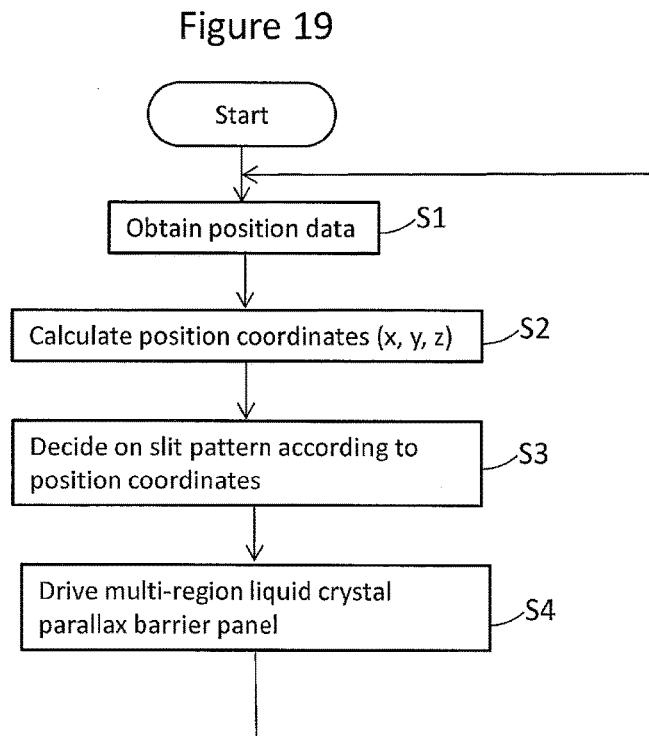 Figure 19
Start
Obtain position data
S1
Calculate position coordinates (x, y, z)
S2
Decide on slit pattern according to
position coordinates
S3
Drive multi-region liquid crystal
parallax barrier panel
S4